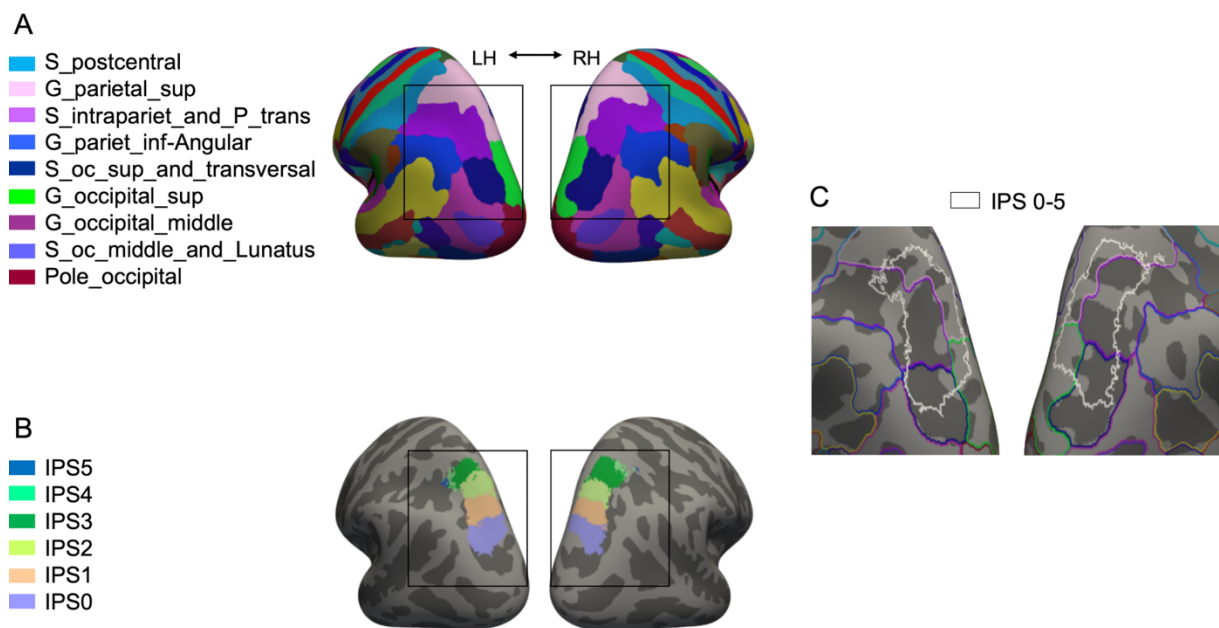 A
S_postcentral
G_parietal_sup
S_intrapariet_and_P_trans
G_pariet_inf-Angular
S_oc_sup_and_transversal
G_occipital_sup
G_occipital_middle
S_oc_middle_and_Lunatus
Pole_occipital
LH RH
B
IPS5
IPS4
IPS3
IPS2
IPS1
IPS0
C
IPS 0-5